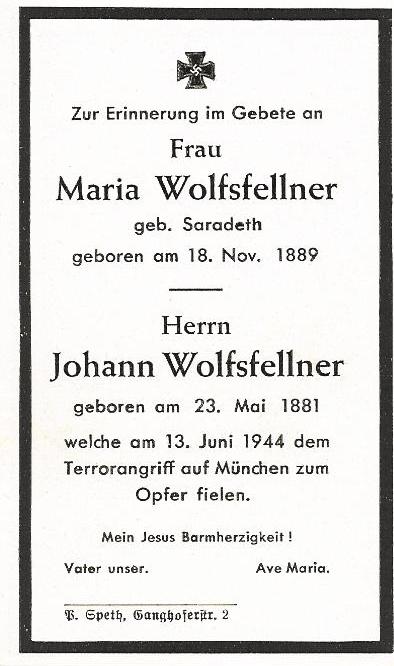 Zur Erinnerung im Gebete an
Frau
Maria Wolfsfellner
geb. Saradeth
geboren am 18. Nov. 1889
Herrn
Johann Wolfsfellner
geboren am 23. Mai 1881
welche am 13. Juni 1944 dem
Terrorangriff auf München zum
Opfer fielen.
Mein Jesus Barmherzigkeit!
Vater unser. Ave Maria.
P. Speth, Ganghoferstr. 2